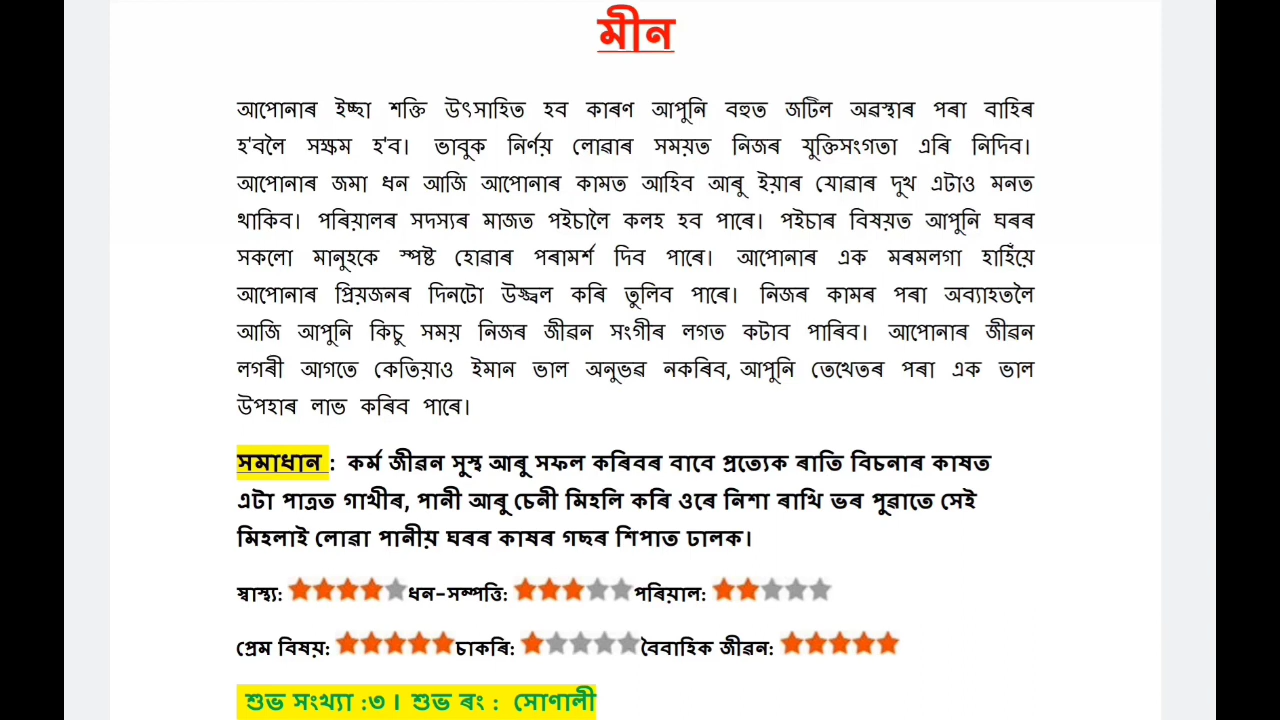 মীন
আপোনাৰ ইচ্ছা শক্তি উৎসাহিত হব কাৰণ আপুনি বহুত জটিল অৱস্থাৰ পৰা বাহিৰ
হ'বলৈ সক্ষম হ'ব। ভাবুক নিৰ্ণয় লোৱাৰ সময়ত নিজৰ যুক্তিসংগতা এৰি নিদিব।
আপোনাৰ জমা ধন আজি আপোনাৰ কামত আহিব আৰু ইয়াৰ যোৱাৰ দুখ এটাও মনত
থাকিব। পৰিয়ালৰ সদস্যৰ মাজত পইচালৈ কলহ হব পাৰে। পইচাৰ বিষয়ত আপুনি ঘৰৰ
সকলো মানুহকে স্পষ্ট হোৱাৰ পৰামৰ্শ দিব পাৰে। আপোনাৰ এক মৰমলগা হাহিঁয়ে
আপোনাৰ প্ৰিয়জনৰ দিনটো উজ্জ্বল কৰি তুলিব পাৰে। নিজৰ কামৰ পৰা অব্যাহতলৈ
আজি আপুনি কিচু সময় নিজৰ জীৱন সংগীৰ লগত কটাব পাৰিব। আপোনাৰ জীৱন
লগৰী আগতে কেতিয়াও ইমান ভাল অনুভৱ নকৰিব, আপুনি তেখেতৰ পৰা এক ভাল
উপহাৰ লাভ কৰিব পাৰে।
সমাধান : কৰ্ম জীৱন সুস্থ আৰু সফল কৰিবৰ বাবে প্ৰত্যেক ৰাতি বিচনাৰ কাষত
এটা পাত্ৰত গাখীৰ, পানী আৰু চেনী মিহলি কৰি ওৰে নিশা ৰাখি ভৰ পুৱাতে সেই
মিহলাই লোৱা পানীয় ঘৰৰ কাষৰ গছৰ শিপাত ঢালক।
স্বাস্থ্য: ধন-সম্পত্তি: পৰিয়াল:
প্ৰেম বিষয়: চাকৰি: বৈবাহিক জীৱন:
শুভ সংখ্যা :৩ । শুভ ৰং : সোণালী